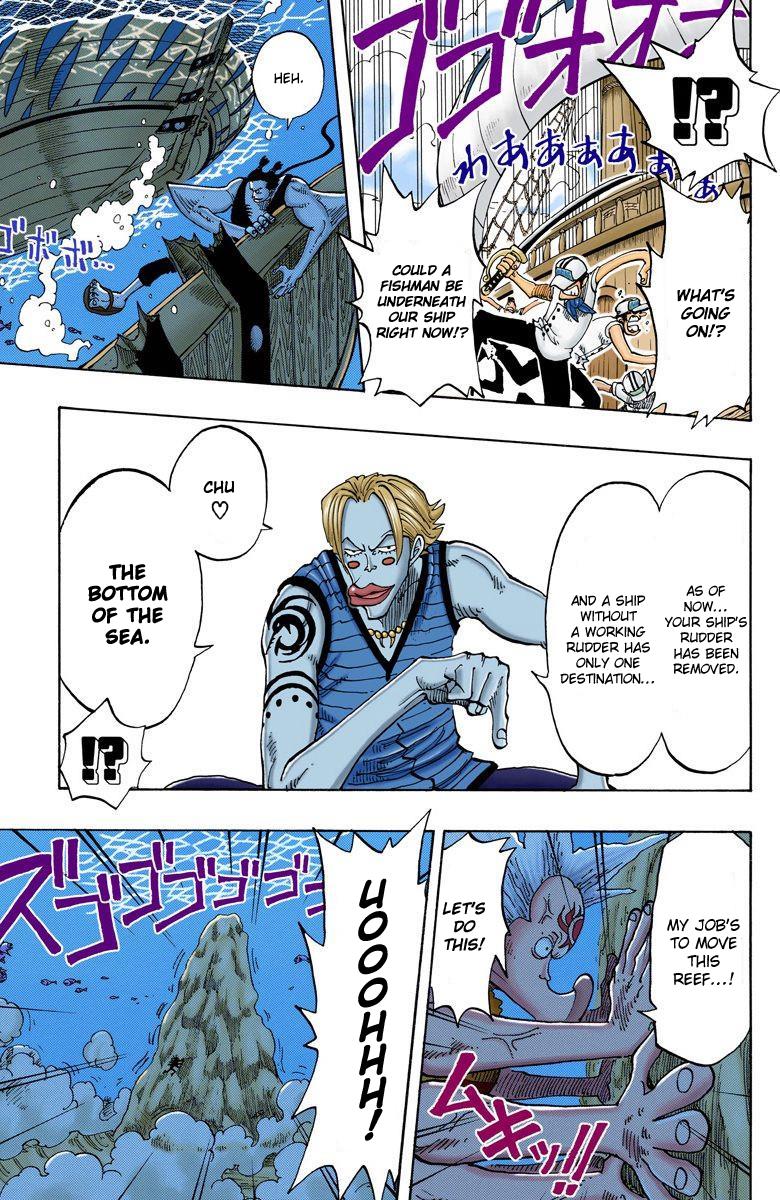 ゴゴオオオ
!?
わあああああぁ
WHAT'S
GOING
ON!?
COULD A
FISHMAN BE
UNDERNEATH
OUR SHIP
RIGHT NOW!?
HEH.
ゴボボ...
AS OF
NOW...
YOUR SHIP'S
RUDDER
HAS BEEN
REMOVED.
AND A SHIP
WITHOUT
A WORKING
RUDDER HAS
ONLY ONE
DESTINATION...
CHU
♡
THE
BOTTOM
OF THE
SEA.
!?
MY JOB'S
TO MOVE
THIS
REEF...!
LET'S
DO
THIS!
ムキッ!!
UOOOHHH!
ズゴゴゴゴゴ